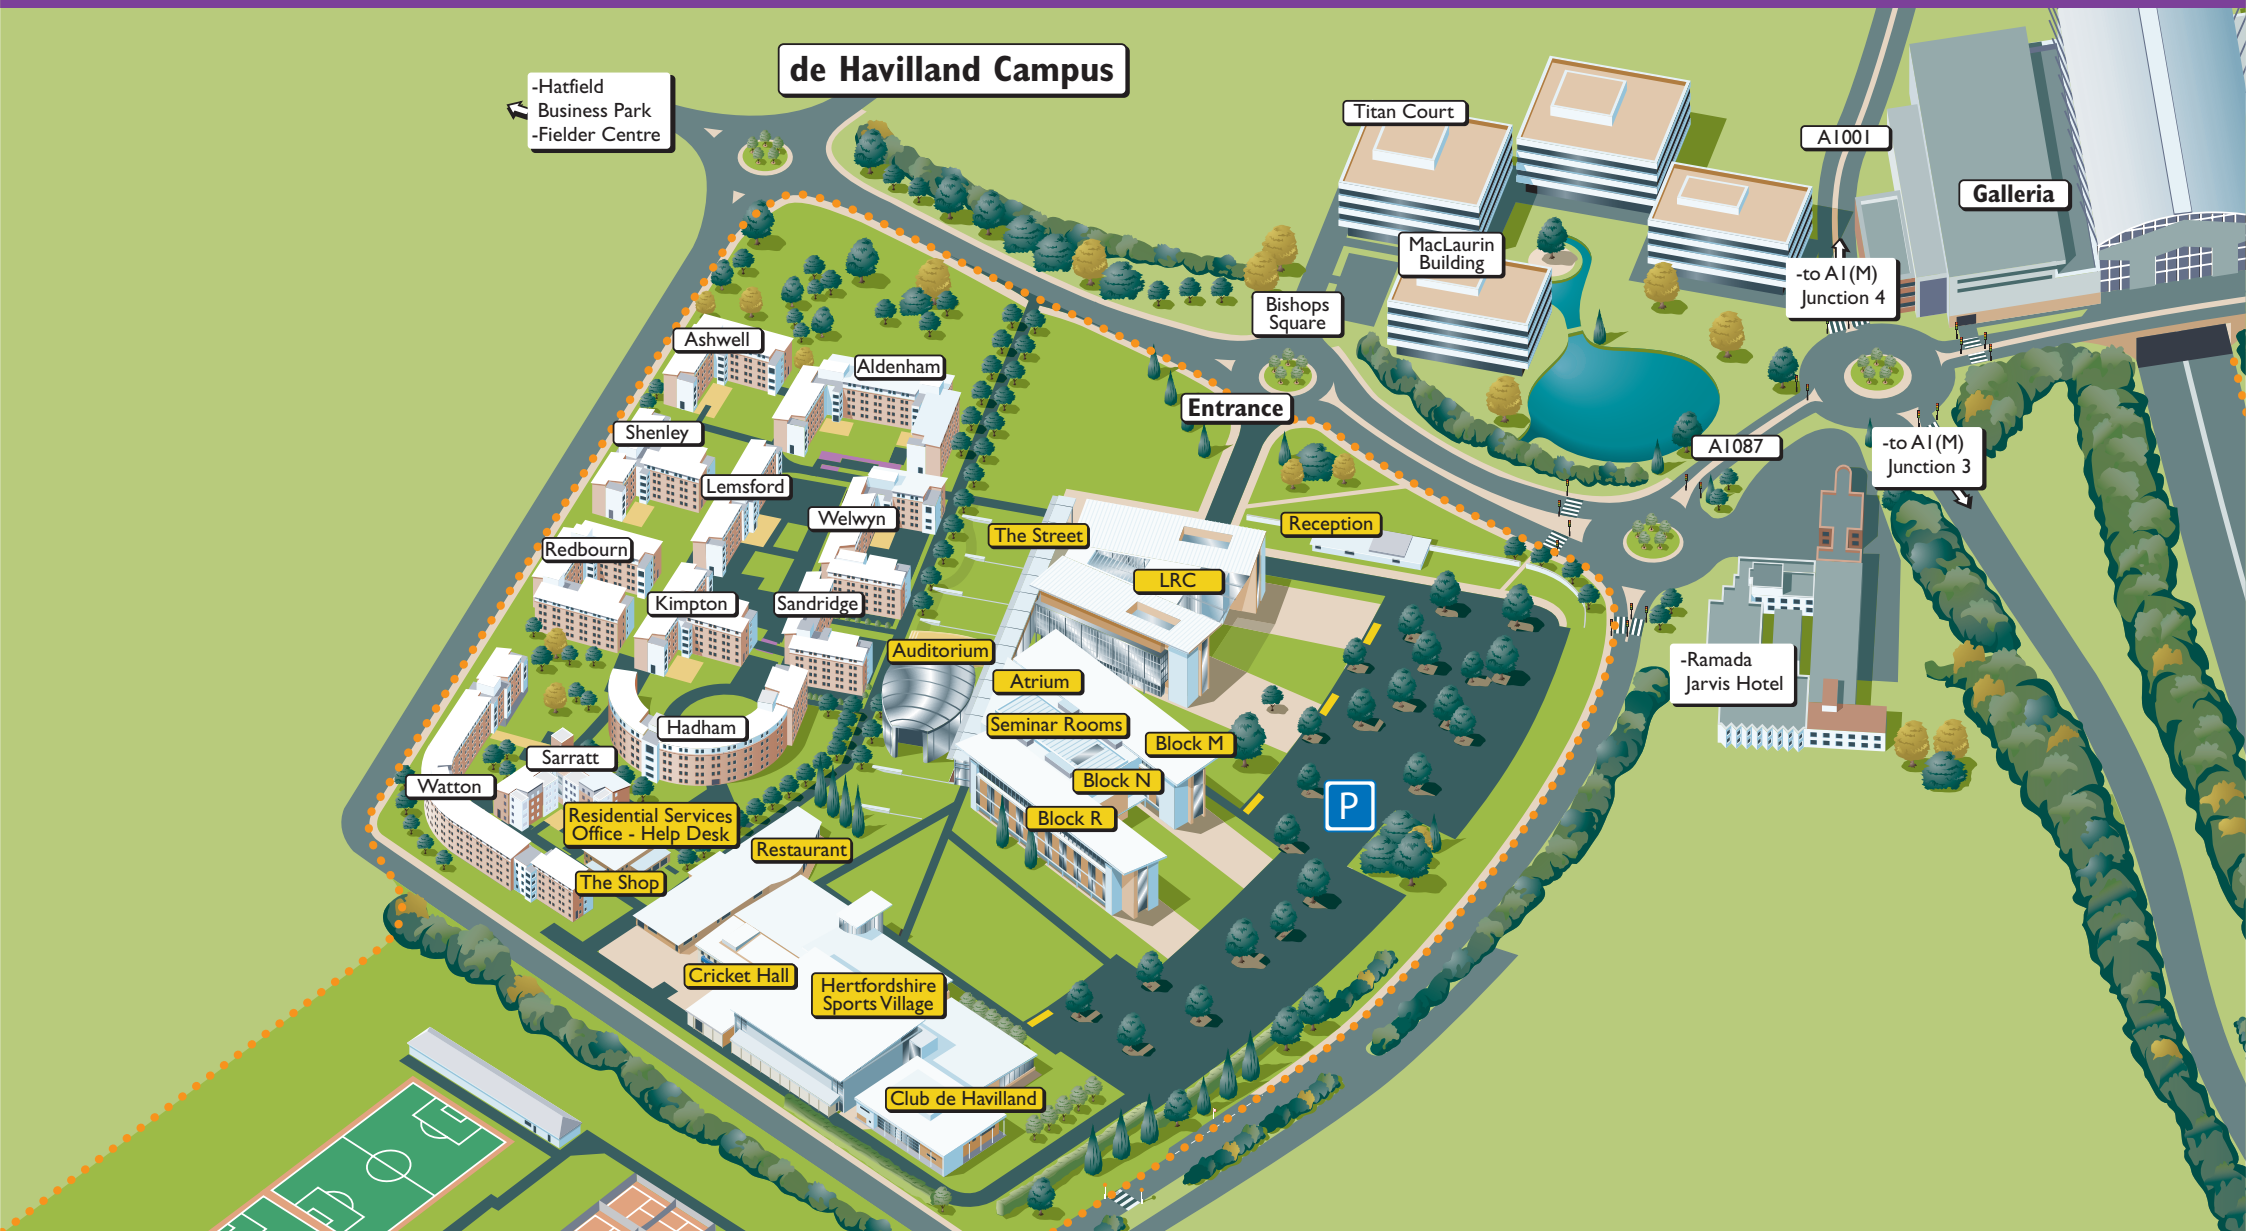 de Havilland Campus
-Hatfield
Business Park
-Fielder Centre
Titan Court
A1001
Galleria
MacLaurin
Building
-to A1(M)
Junction 4
Bishops
Square
Ashwell
Aldenham
Entrance
Shenley
A1087
-to A1(M)
Junction 3
Lemsford
Welwyn
The Street
Reception
Redbourn
LRC
Kimpton
Sandridge
Auditorium
-Ramada
Jarvis Hotel
Atrium
Hadham
Seminar Rooms
Block M
Sarratt
Watton
Block N
P
Residential Services
Office - Help Desk
Block R
Restaurant
The Shop
Cricket Hall
Hertfordshire
Sports Village
Club de Havilland